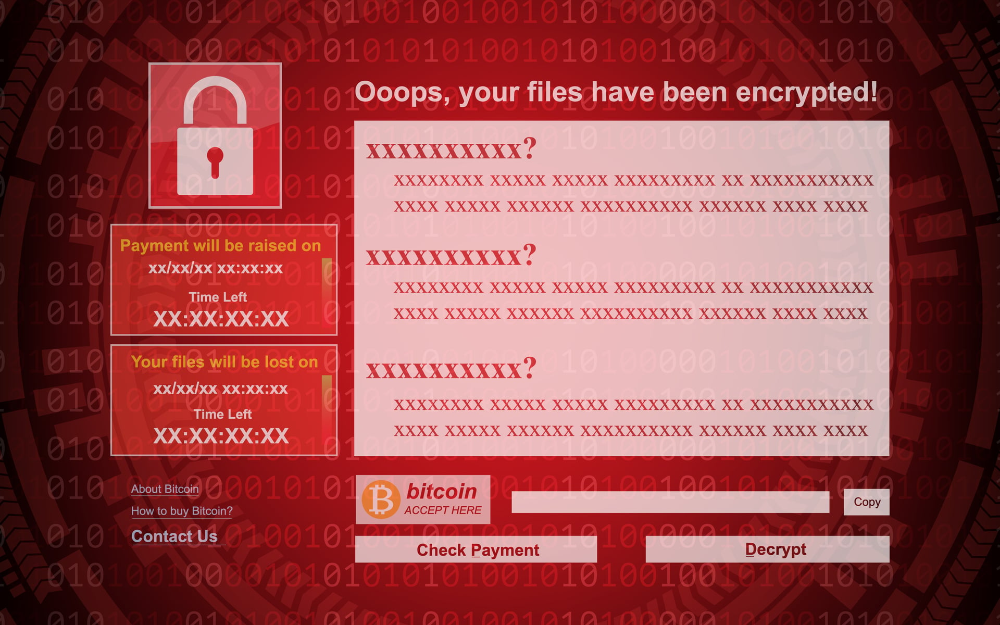 Ooops, your files have been encrypted!
Payment will be raised on
xx/xx/xx xx:xx:xx
Time Left
XX:XX:XX:XX
Your files will be lost on
xx/xx/xx xx:xx:xx
Time Left
XX:XX:XX:XX
About Bitcoin
How to buy Bitcoin?
Contact Us
xxxxxxxxxx?
xxxxxxxx xxxxx xxxxx xxxxxxxxx xx xxxxxxxxxxx
xxxx xxxxx xxxxxx xxxxxxxxxx xxxxxx xxxx xxxx
xxxxxxxxxx?
xxxxxxxx xxxxx xxxxx xxxxxxxxx xx xxxxxxxxxxx
xxxx xxxxx xxxxxx xxxxxxxxxx xxxxxx xxxx xxxx
xxxxxxxxxx?
xxxxxxxx xxxxx xxxxx xxxxxxxxx xx xxxxxxxxxxx
xxxx xxxxx xxxxxx xxxxxxxxxx xxxxxx xxxx xxxx
bitcoin
ACCEPT HERE
Copy
Check Payment
Decrypt